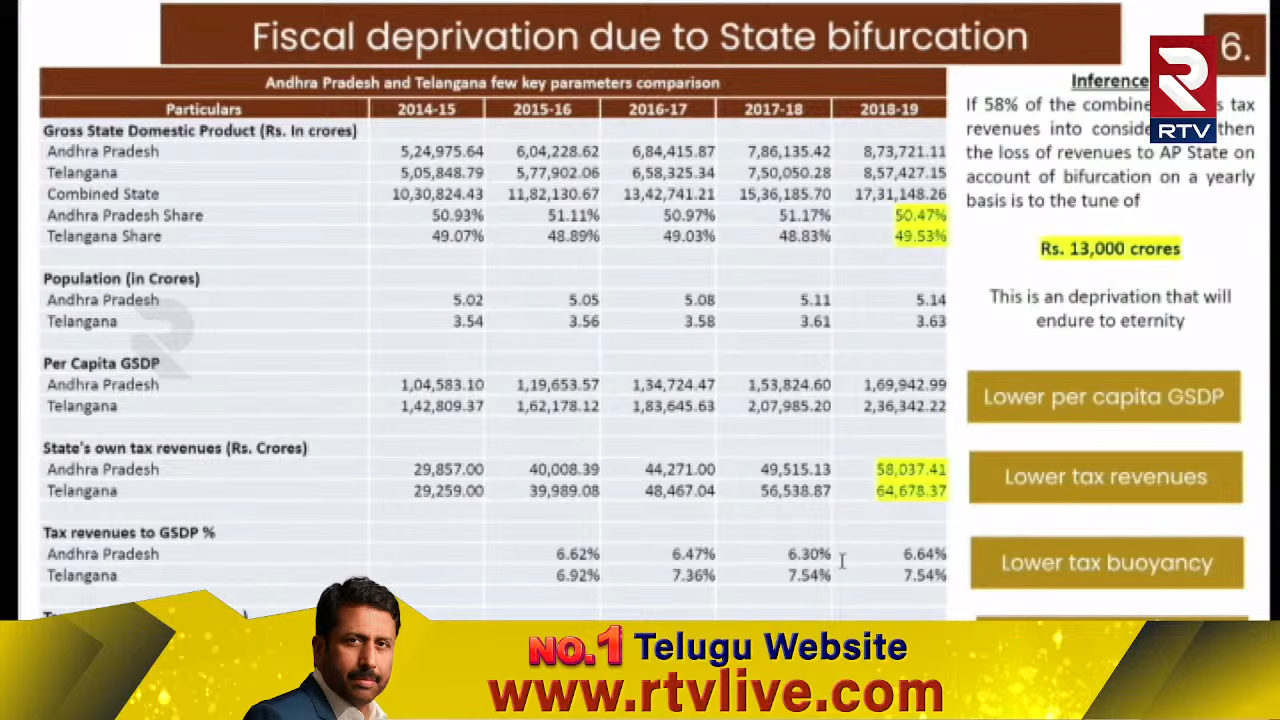 Fiscal deprivation due to State bifurcation
6.
RTV
Andhra Pradesh and Telangana few key parameters comparison
Particulars 2014-15 2015-16 2016-17 2017-18 2018-19
Gross State Domestic Product (Rs. In crores)
Andhra Pradesh 5,24,975.64 6,04,228.62 6,84,415.87 7,86,135.42 8,73,721.11
Telangana 5,05,848.79 5,77,902.06 6,58,325.34 7,50,050.28 8,57,427.15
Combined State 10,30,824.43 11,82,130.67 13,42,741.21 15,36,185.70 17,31,148.26
Andhra Pradesh Share 50.93% 51.11% 50.97% 51.17% 50.47%
Telangana Share 49.07% 48.89% 49.03% 48.83% 49.53%
Population (in Crores)
Andhra Pradesh 5.02 5.05 5.08 5.11 5.14
Telangana 3.54 3.56 3.58 3.61 3.63
Per Capita GSDP
Andhra Pradesh 1,04,583.10 1,19,653.57 1,34,724.47 1,53,824.60 1,69,942.99
Telangana 1,42,809.37 1,62,178.12 1,83,645.63 2,07,985.20 2,36,342.22
State's own tax revenues (Rs. Crores)
Andhra Pradesh 29,857.00 40,008.39 44,271.00 49,515.13 58,037.41
Telangana 29,259.00 39,989.08 48,467.04 56,538.87 64,678.37
Tax revenues to GSDP %
Andhra Pradesh 6.62% 6.47% 6.30% 6.64%
Telangana 6.92% 7.36% 7.54% 7.54%
Inference
If 58% of the combine tax
revenues into conside then
the loss of revenues to AP State on
account of bifurcation on a yearly
basis is to the tune of
Rs. 13,000 crores
This is an deprivation that will
endure to eternity
Lower per capita GSDP
Lower tax revenues
Lower tax buoyancy
NO.1 Telugu Website
www.rtvlive.com